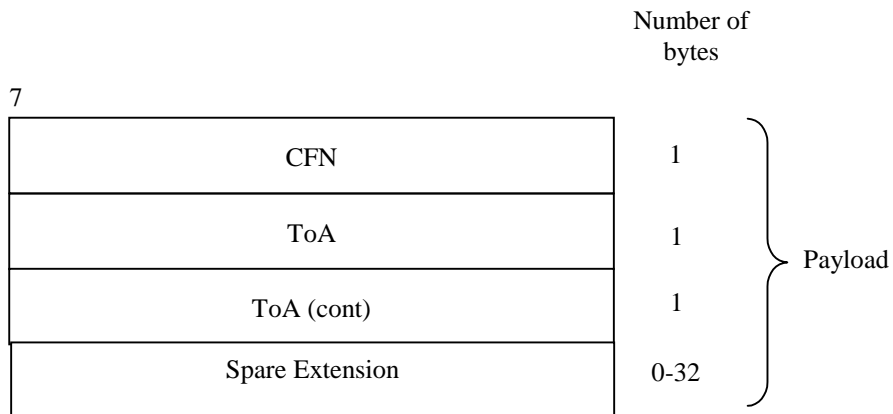 Number of
bytes
7
CFN
1
ToA
1
Payload
ToA (cont)
1
Spare Extension
0-32